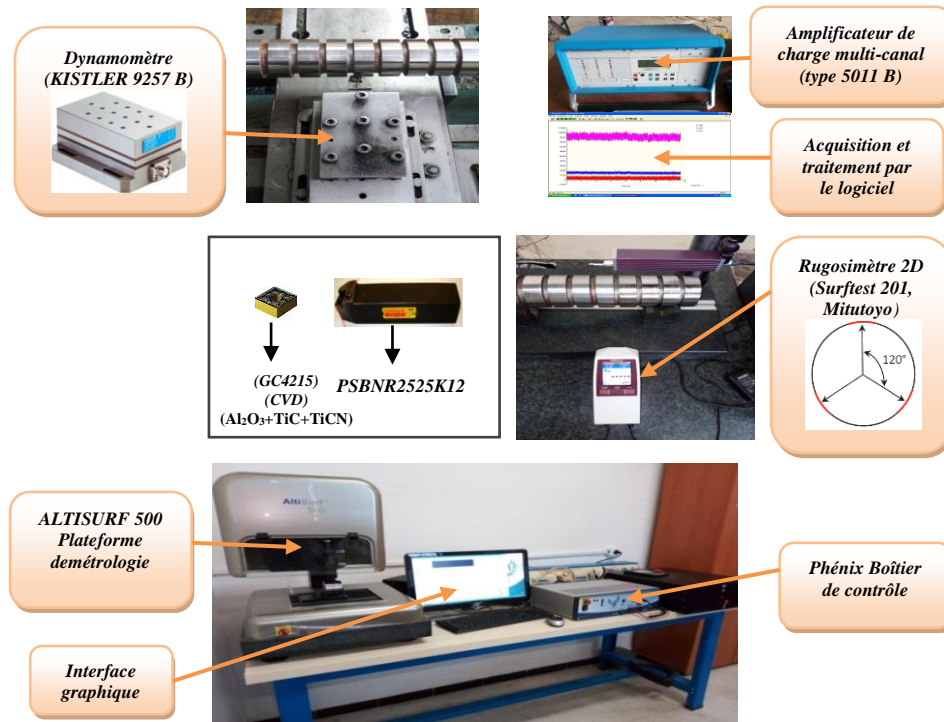 Dynamomètre
(KISTLER 9257 B)
Amplificateur de
charge multi-canal
(type 5011 B)
Acquisition et
traitement par
le logiciel
(GC4215)
(CVD)
(Al₂O₃+TiC+TiCN)
PSBNR2525K12
Rugosimètre 2D
(Surftest 201,
Mitutoyo)
120°
ALTISURF 500
Plateforme
demétrologie
AltiSurf
500
Interface
graphique
Phénix Boîtier
de contrôle